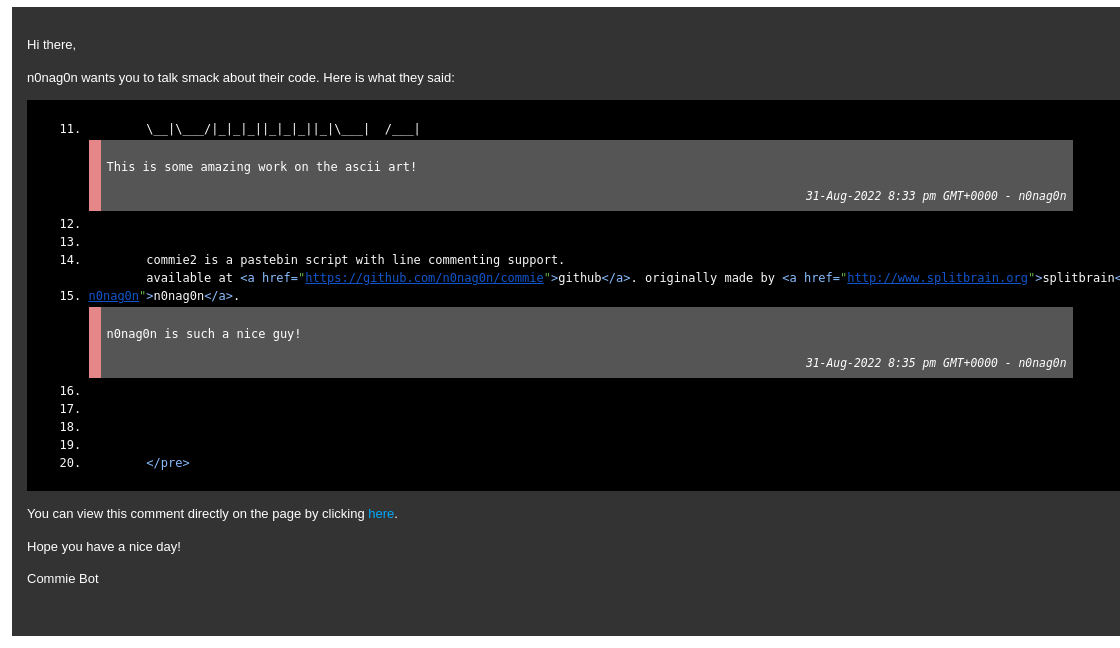 Hi there,
n0nag0n wants you to talk smack about their code. Here is what they said:
11.        \__|\___/|_|_|_||_|_|_||_|\___|  /___|
This is some amazing work on the ascii art!
31-Aug-2022 8:33 pm GMT+0000 - n0nag0n
12.
13.
14.        commie2 is a pastebin script with line commenting support.
available at <a href="https://github.com/n0nag0n/commie">github</a>. originally made by <a href="http://www.splitbrain.org">splitbrain<
15. n0nag0n">n0nag0n</a>.
n0nag0n is such a nice guy!
31-Aug-2022 8:35 pm GMT+0000 - n0nag0n
16.
17.
18.
19.
20.        </pre>
You can view this comment directly on the page by clicking here.
Hope you have a nice day!
Commie Bot